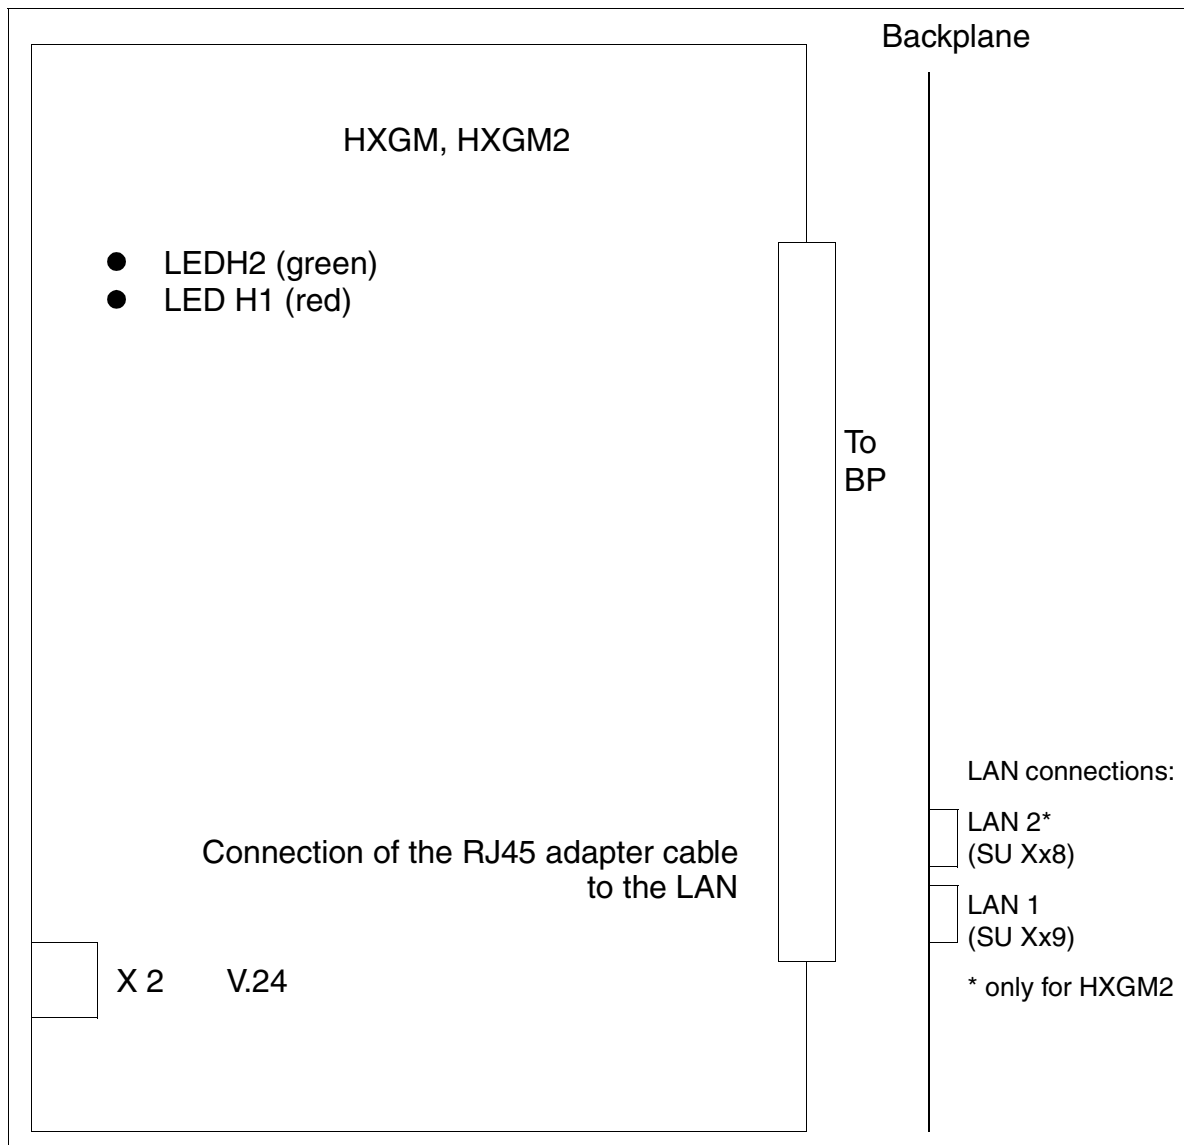 Backplane
HXGM, HXGM2
LEDH2 (green)
LED H1 (red)
To
BP
LAN connections:
LAN 2*
(SU Xx8)
Connection of the RJ45 adapter cable
to the LAN
LAN 1
(SU Xx9)
X 2 V.24
* only for HXGM2